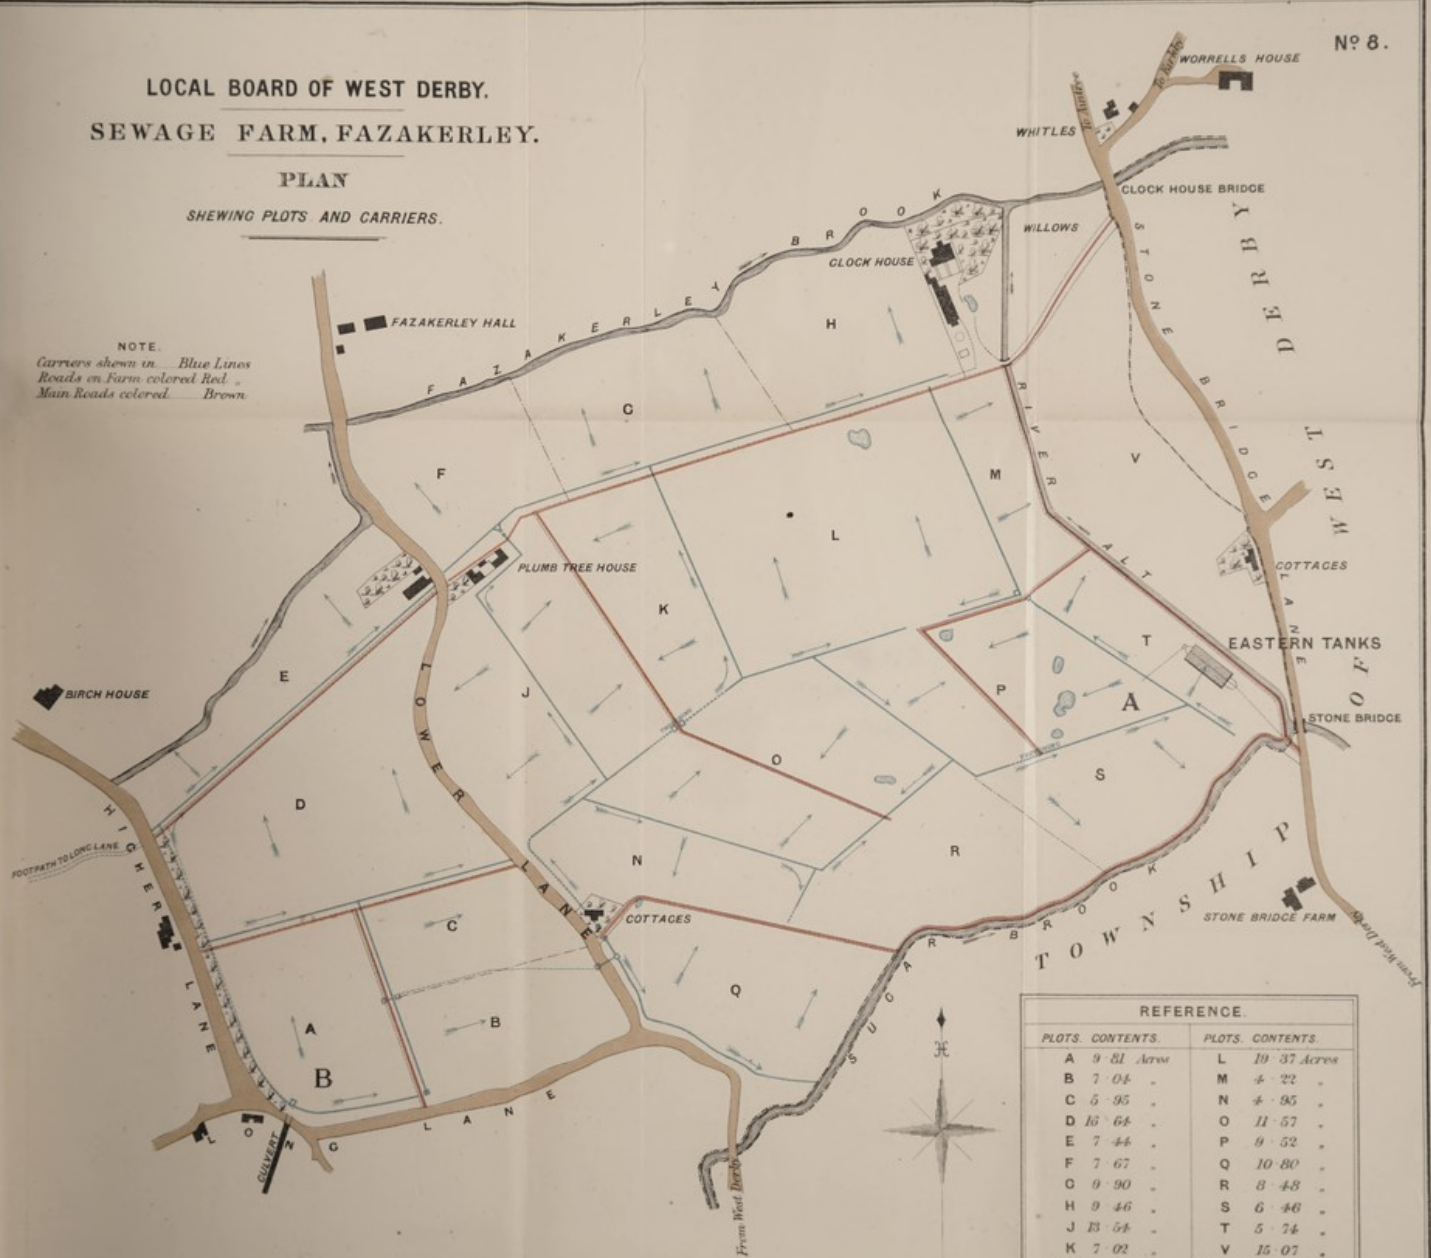 Nº 8.
LOCAL BOARD OF WEST DERBY.
SEWAGE FARM, FAZAKERLEY.
PLAN
SHEWING PLOTS AND CARRIERS.
NOTE.
Carriers shewn in Blue Lines
Roads on Farm colored Red "
Main Roads colored Brown
To Kirkby
WORRELLS HOUSE
To Aintree
WHITLES
CLOCK HOUSE BRIDGE
WILLOWS
CLOCK HOUSE
FAZAKERLEY BROOK
FAZAKERLEY HALL
STONE BRIDGE LANE
RIVER ALT
TOWNSHIP OF WEST DERBY
H
C
F
M
V
L
PLUMB TREE HOUSE
COTTAGES
K
T
EASTERN TANKS
E
BIRCH HOUSE
J
P
A
STONE BRIDGE
LOWER LANE
O
S
D
HIGHER LANE
FOOTPATH TO LONG LANE
N
R
COTTAGES
STONE BRIDGE FARM
From West Derby
C
SUGAR BROOK
Q
B
A
B
LONG LANE
CULVERT
From West Derby
REFERENCE.
PLOTS. CONTENTS. PLOTS. CONTENTS.
A 9·81 Acres L 19·37 Acres
B 7·04 " M 4·22 "
C 5·95 " N 4·95 "
D 16·64 " O 11·57 "
E 7·44 " P 9·52 "
F 7·67 " Q 10·80 "
G 9·90 " R 8·48 "
H 9·46 " S 6·46 "
J 13·54 " T 5·74 "
K 7·02 " V 15·07 "